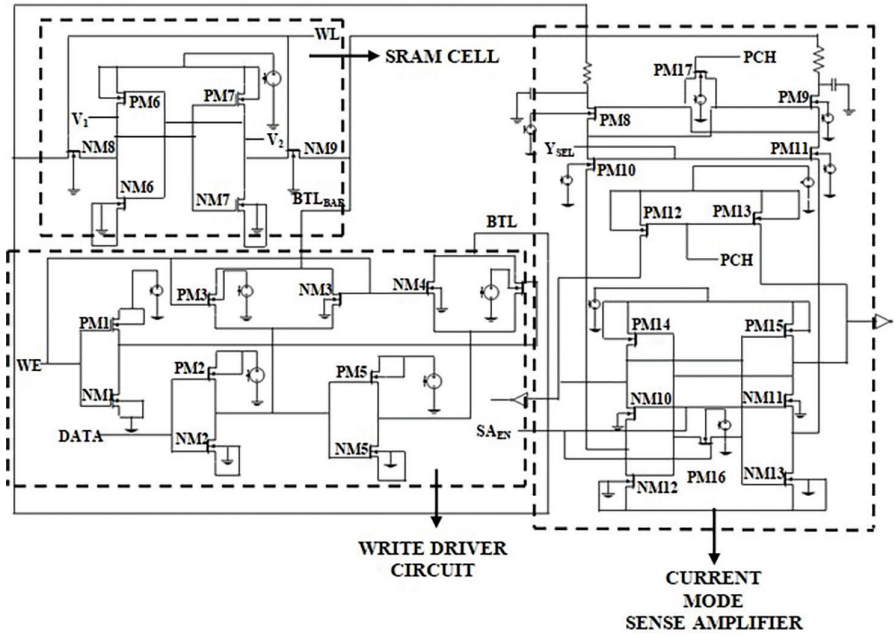 WL
SRAM CELL
PM6
PM7
V1
V2
NM8
NM9
NM6
NM7
BTLBAR
BTL
PCH
PM17
PM9
PM8
YSEL
PM11
PM10
PM12
PM13
PCH
PM3
NM3
NM4
PM1
WE
NM1
PM2
PM5
DATA
NM2
NM5
PM14
PM15
NM10
NM11
SAEN
NM12
PM16
NM13
WRITE DRIVER
CIRCUIT
CURRENT
MODE
SENSE AMPLIFIER